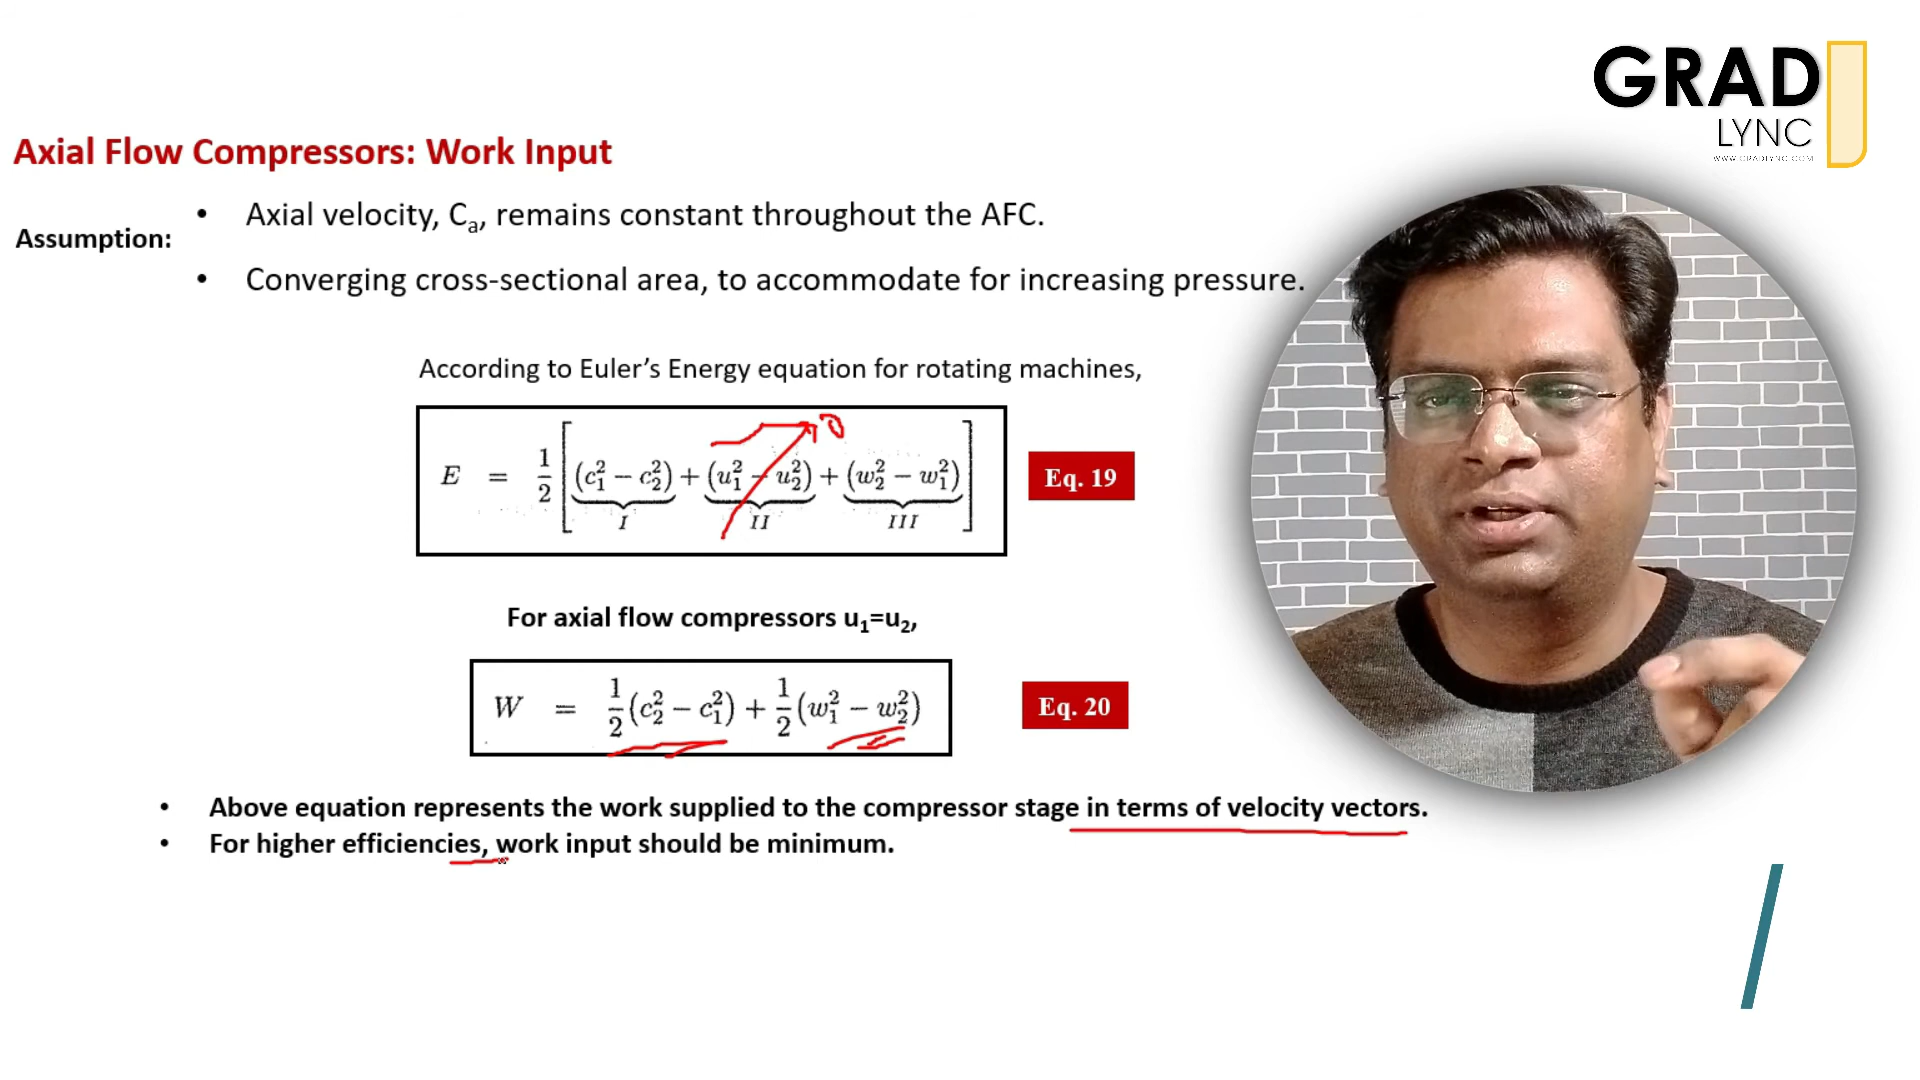 GRAD
LYNC
WWW.GRADLYNC.COM
Axial Flow Compressors: Work Input
Assumption:
• Axial velocity, Cₐ, remains constant throughout the AFC.
• Converging cross-sectional area, to accommodate for increasing pressure.
According to Euler's Energy equation for rotating machines,
E = 1/2 [(c₁² − c₂²) + (u₁² − u₂²) + (w₂² − w₁²)]
I II III
0
Eq. 19
For axial flow compressors u₁=u₂,
W = 1/2 (c₂² − c₁²) + 1/2 (w₁² − w₂²)
Eq. 20
• Above equation represents the work supplied to the compressor stage in terms of velocity vectors.
• For higher efficiencies, work input should be minimum.